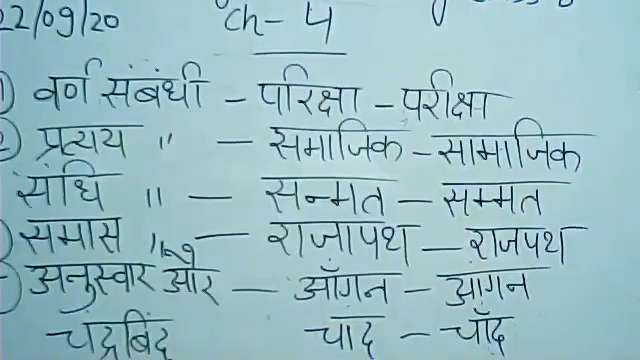 22/09/20 Ch - 4
1) वर्ण संबंधी - परिक्षा - परीक्षा
2) प्रत्यय " - समाजिक - सामाजिक
संधि " - सन्मत - सम्मत
समास " - राजापथ - राजपथ
अनुस्वार और - ऑगन - आंगन
चंद्रबिंद चांद - चाँद